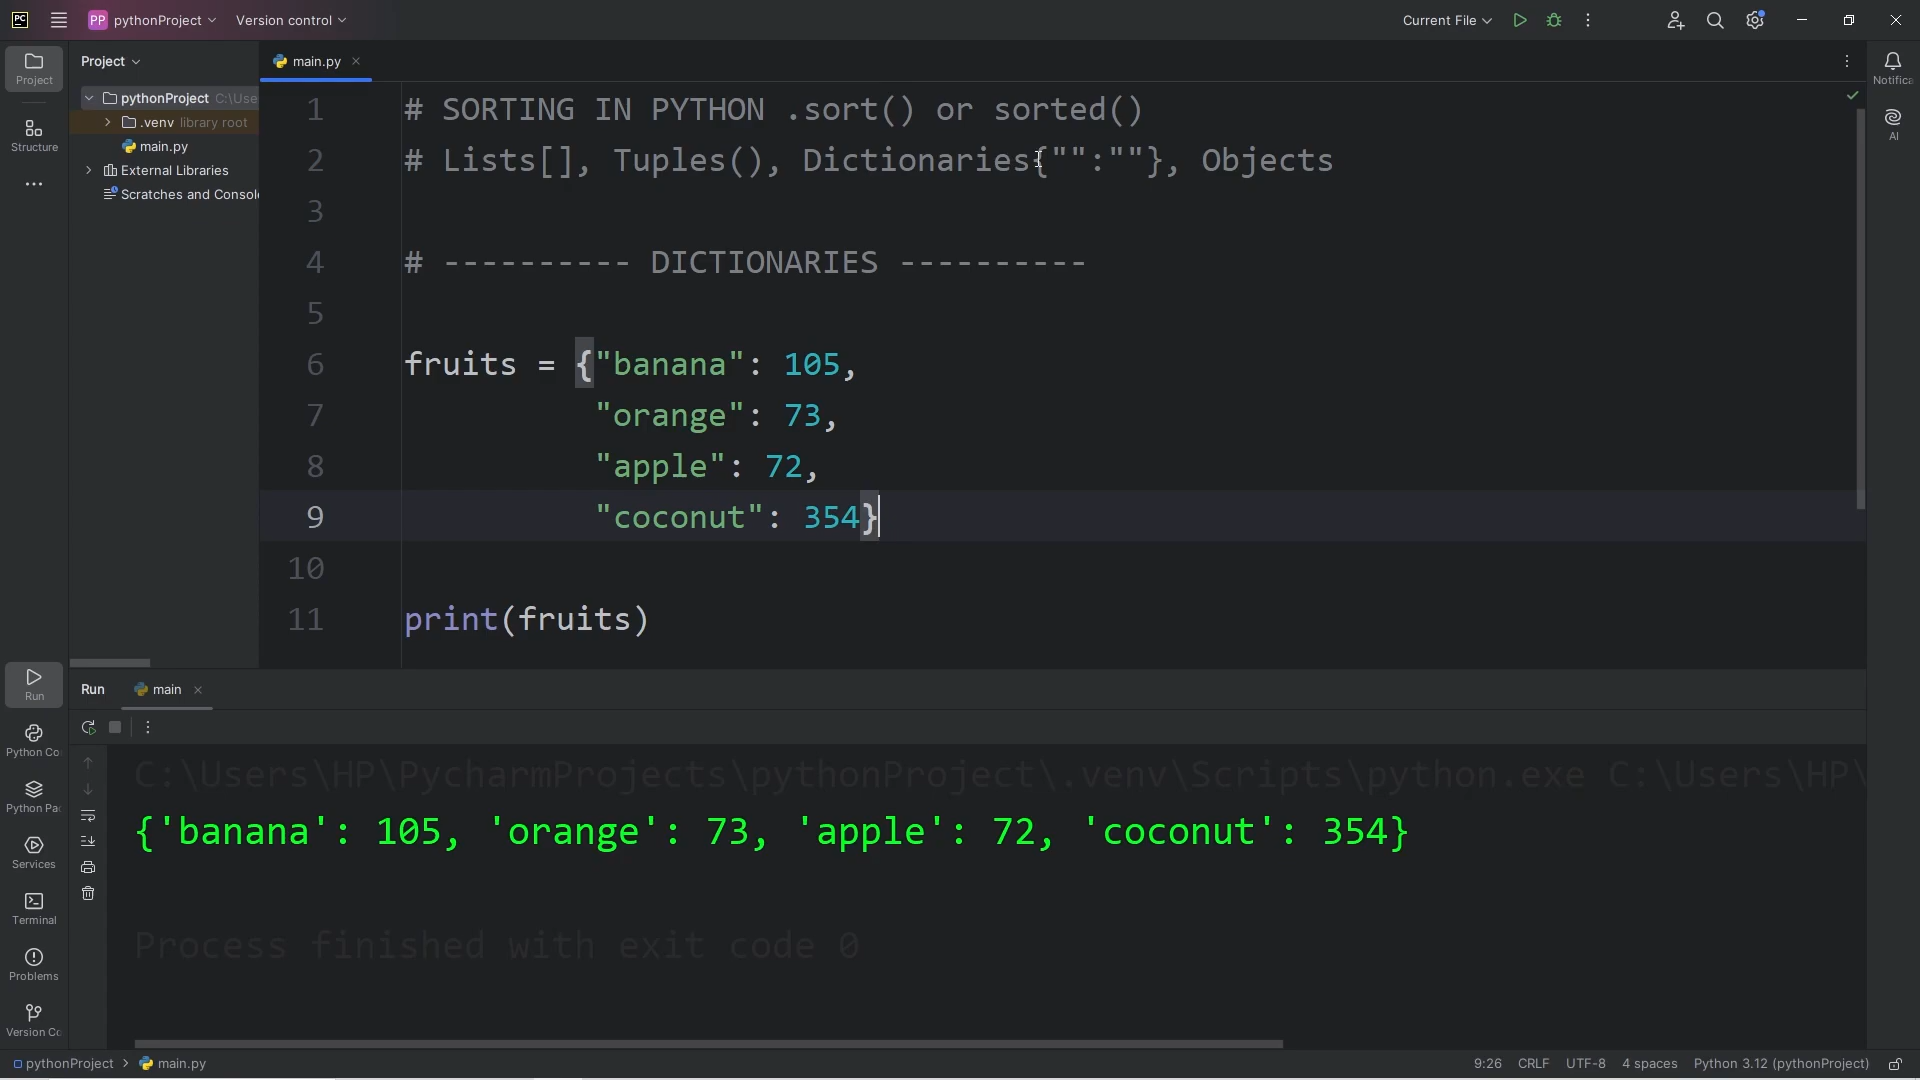 PC
PP pythonProject Version control Current File
Project
Project
main.py
Notifica
pythonProject C:\Use
.venv library root
main.py
External Libraries
Scratches and Consol
Structure
AI
1 # SORTING IN PYTHON .sort() or sorted()
2 # Lists[], Tuples(), Dictionaries{"":""}, Objects
3
4 # ---------- DICTIONARIES ----------
5
6 fruits = {"banana": 105,
7 "orange": 73,
8 "apple": 72,
9 "coconut": 354}
10
11 print(fruits)
Run
Run main
Python Co
Python Pa
Services
Terminal
Problems
Version Co
C:\Users\HP\PycharmProjects\pythonProject\.venv\Scripts\python.exe C:\Users\HP\
{'banana': 105, 'orange': 73, 'apple': 72, 'coconut': 354}
Process finished with exit code 0
pythonProject > main.py 9:26 CRLF UTF-8 4 spaces Python 3.12 (pythonProject)